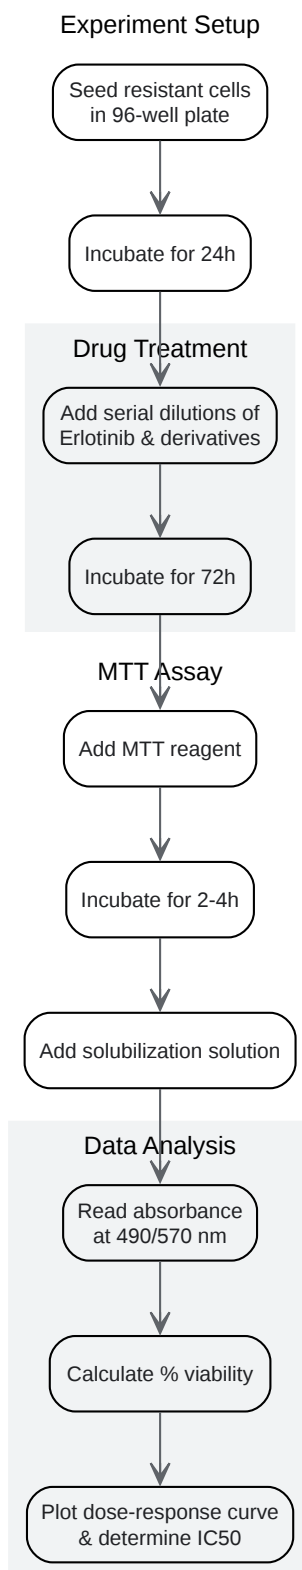 Experiment Setup
Seed resistant cells
in 96-well plate
Incubate for 24h
Drug Treatment
Add serial dilutions of
Erlotinib & derivatives
Incubate for 72h
MTT Assay
Add MTT reagent
Incubate for 2-4h
Add solubilization solution
Data Analysis
Read absorbance
at 490/570 nm
Calculate % viability
Plot dose-response curve
& determine IC50